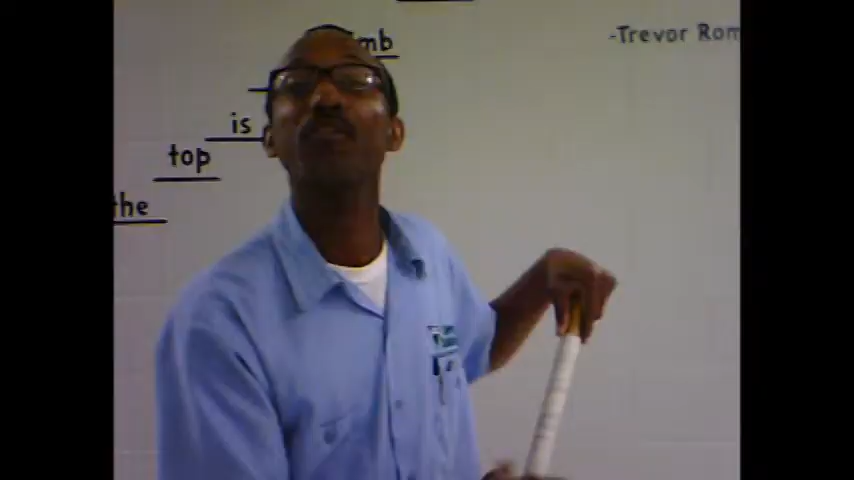 -Trevor Rom
mb
is
top
the